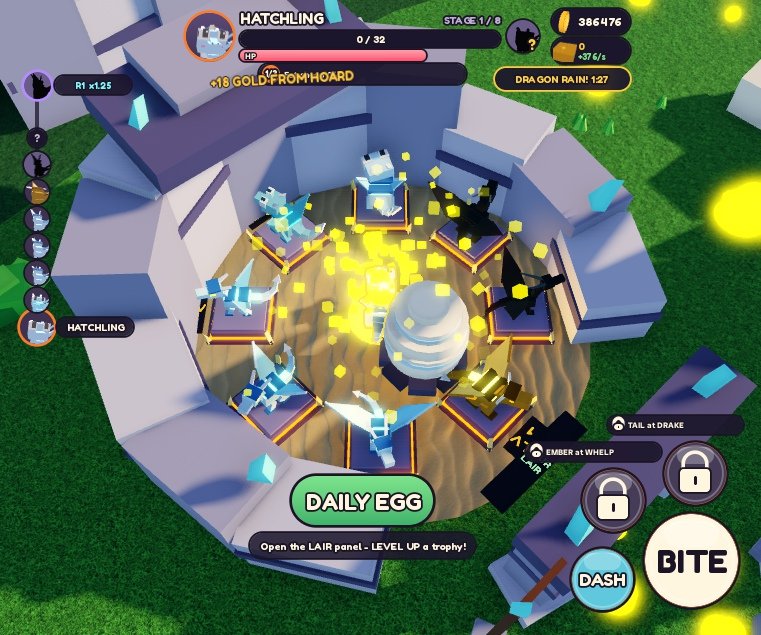 HATCHLING
STAGE 1 / 8
0 / 32
HP
+18 GOLD FROM HOARD
?
386476
0
+376/s
DRAGON RAIN! 1:27
R1 x1.25
?
HATCHLING
TAIL at DRAKE
EMBER at WHELP
LAIR
DAILY EGG
Open the LAIR panel - LEVEL UP a trophy!
DASH
BITE